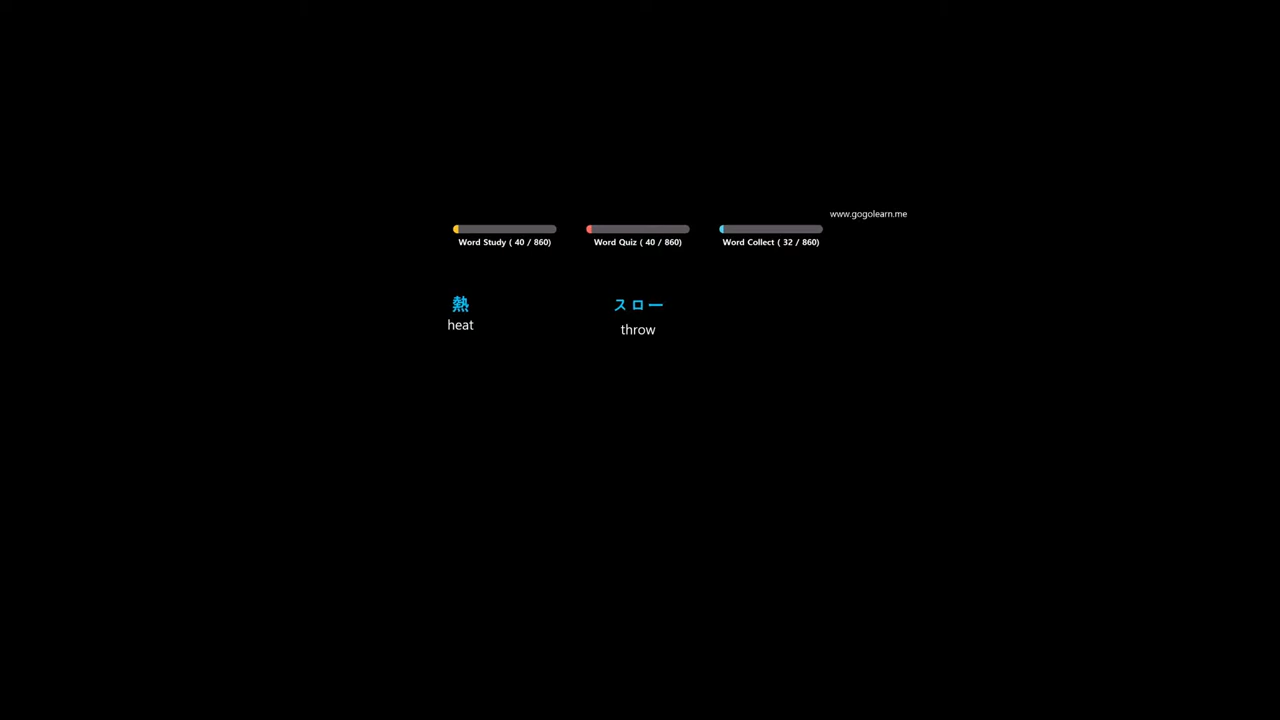 www.gogolearn.me
Word Study ( 40 / 860)
Word Quiz ( 40 / 860)
Word Collect ( 32 / 860)
熱
heat
スロー
throw